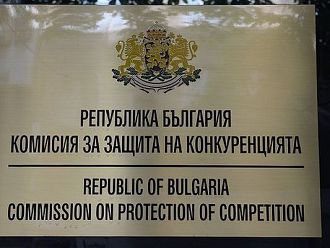 РЕПУБЛИКА БЪЛГАРИЯ
КОМИСИЯ ЗА ЗАЩИТА НА КОНКУРЕНЦИЯТА
REPUBLIC OF BULGARIA
COMMISSION ON PROTECTION OF COMPETITION